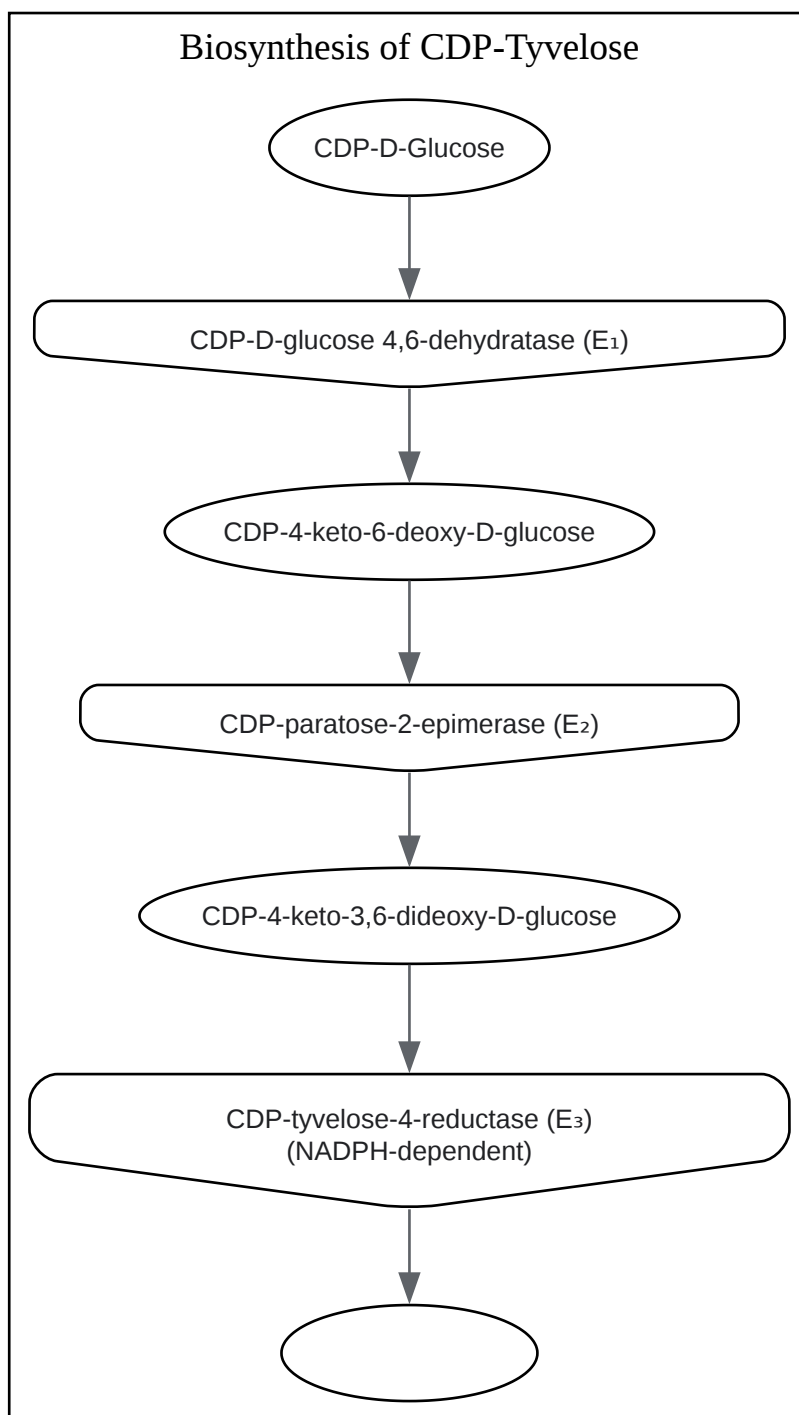 Biosynthesis of CDP-Tyvelose
CDP-D-Glucose
CDP-D-glucose 4,6-dehydratase (E₁)
CDP-4-keto-6-deoxy-D-glucose
CDP-paratose-2-epimerase (E₂)
CDP-4-keto-3,6-dideoxy-D-glucose
CDP-tyvelose-4-reductase (E₃)
(NADPH-dependent)